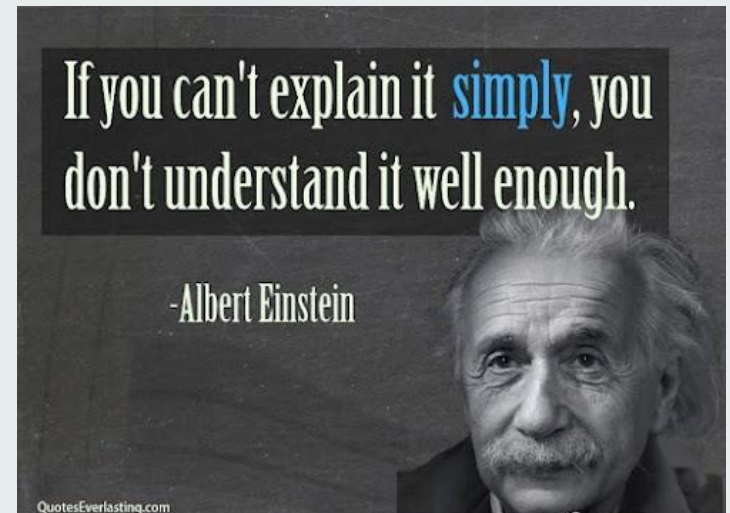 If you can't explain it simply, you
don't understand it well enough.
-Albert Einstein
QuotesEverlasting.com